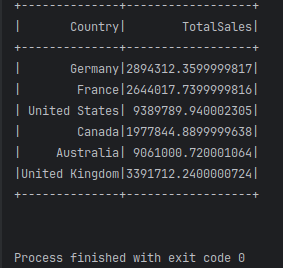 +--------------+------------------+
|       Country|        TotalSales|
+--------------+------------------+
|       Germany|2894312.3599999817|
|        France|2644017.7399999816|
| United States| 9389789.940002305|
|        Canada|1977844.8899999638|
|     Australia| 9061000.720001064|
|United Kingdom|3391712.2400000724|
+--------------+------------------+
Process finished with exit code 0